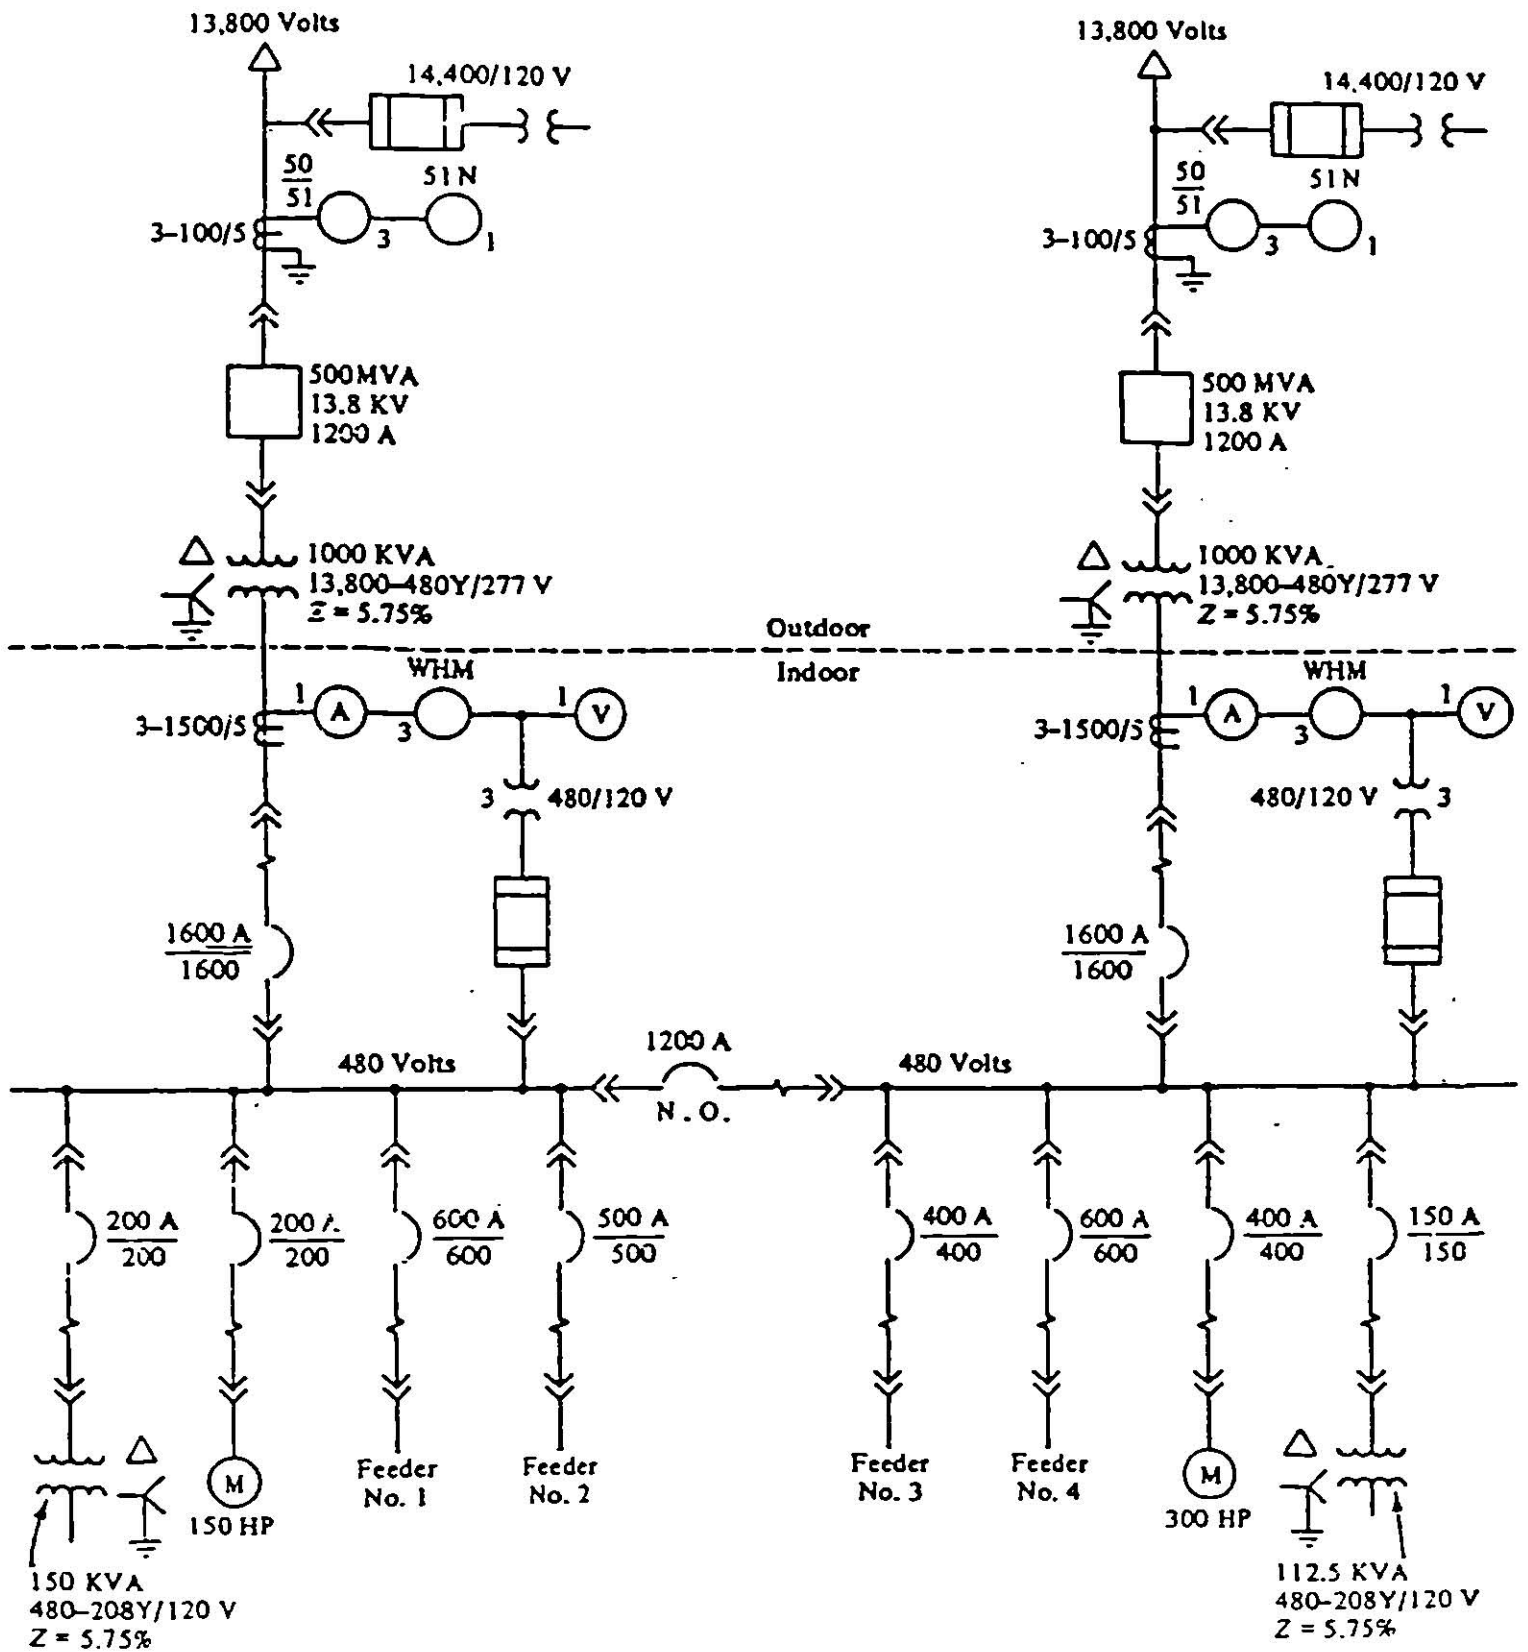 13,800 Volts
13,800 Volts
14,400/120 V
14,400/120 V
50
51
51N
3
1
3-100/5
50
51
51N
3
1
3-100/5
500MVA
13.8 KV
1200 A
500 MVA
13.8 KV
1200 A
1000 KVA
13,800-480Y/277 V
Z = 5.75%
1000 KVA
13,800-480Y/277 V
Z = 5.75%
Outdoor
Indoor
WHM
1
A
3
1
V
3-1500/5
WHM
1
A
3
1
V
3-1500/5
3
480/120 V
480/120 V
3
1600 A
1600
1600 A
1600
480 Volts
1200 A
N.O.
480 Volts
200 A
200
200 A
200
600 A
600
500 A
500
400 A
400
600 A
600
400 A
400
150 A
150
M
150 HP
Feeder
No. 1
Feeder
No. 2
Feeder
No. 3
Feeder
No. 4
M
300 HP
150 KVA
480-208Y/120 V
Z = 5.75%
112.5 KVA
480-208Y/120 V
Z = 5.75%